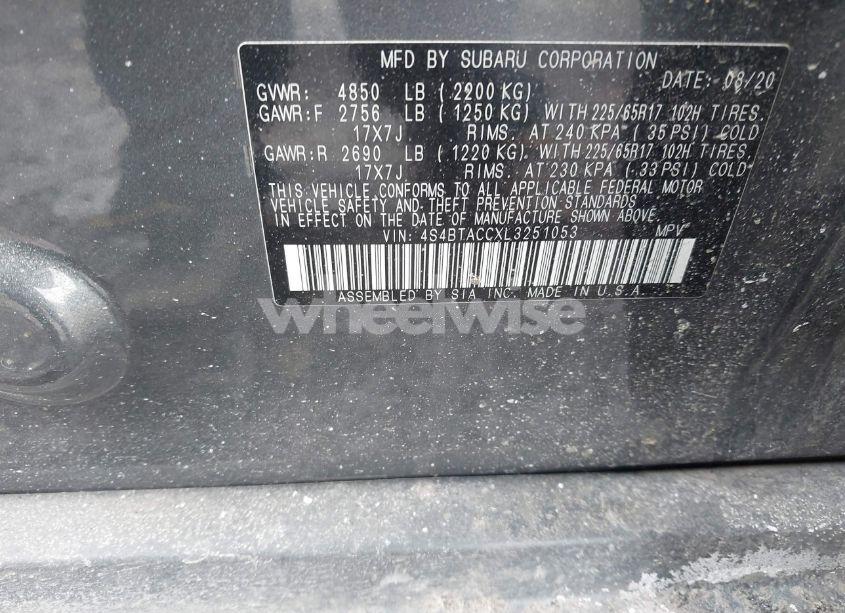 MFD BY SUBARU CORPORATION
DATE: 08/20
GVWR: 4850 LB (2200 KG)
GAWR:F 2756 LB (1250 KG) WITH 225/65R17 102H TIRES.
17X7J RIMS. AT 240 KPA (35 PSI) COLD
GAWR:R 2690 LB (1220 KG). WITH 225/65R17 102H TIRES
17X7J RIMS. AT 230 KPA (33 PSI) COLD
THIS VEHICLE CONFORMS TO ALL APPLICABLE FEDERAL MOTOR
VEHICLE SAFETY AND THEFT PREVENTION STANDARDS
IN EFFECT ON THE DATE OF MANUFACTURE SHOWN ABOVE.
VIN: 4S4BTACCXL3251053 MPV
ASSEMBLED BY SIA INC. MADE IN U.S.A.
wheelwise